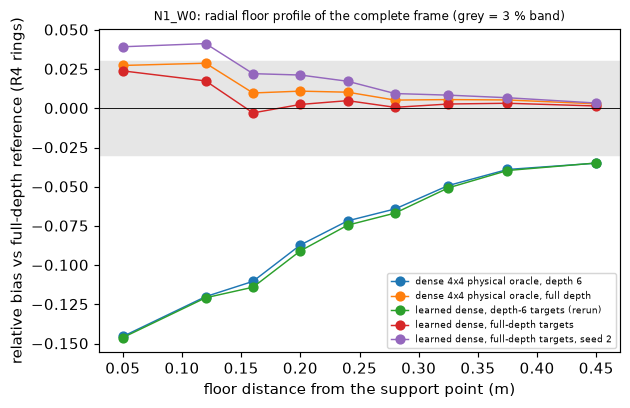 N1_W0: radial floor profile of the complete frame (grey = 3 % band)
relative bias vs full-depth reference (R4 rings)
0.050
0.025
0.000
−0.025
−0.050
−0.075
−0.100
−0.125
−0.150
dense 4x4 physical oracle, depth 6
dense 4x4 physical oracle, full depth
learned dense, depth-6 targets (rerun)
learned dense, full-depth targets
learned dense, full-depth targets, seed 2
0.05 0.10 0.15 0.20 0.25 0.30 0.35 0.40 0.45
floor distance from the support point (m)